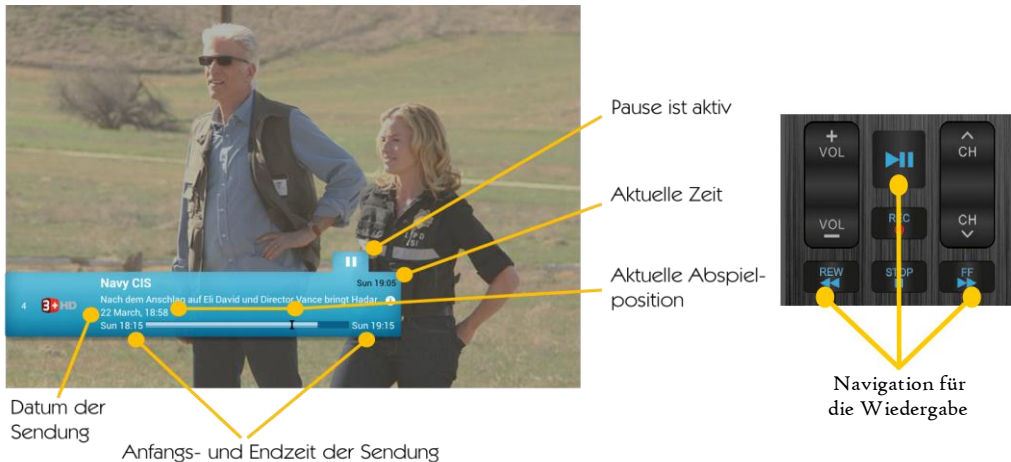 Pause ist aktiv
Aktuelle Zeit
Aktuelle Abspiel-
position
Navy CIS
Sun 19:05
4
3+HD
Nach dem Anschlag auf Eli David und Director Vance bringt Hadar
22 March, 18:58
Sun 18:15
Sun 19:15
Datum der
Sendung
Anfangs- und Endzeit der Sendung
+
VOL
VOL
CH
CH
REC
REW
STOP
FF
Navigation für
die Wiedergabe